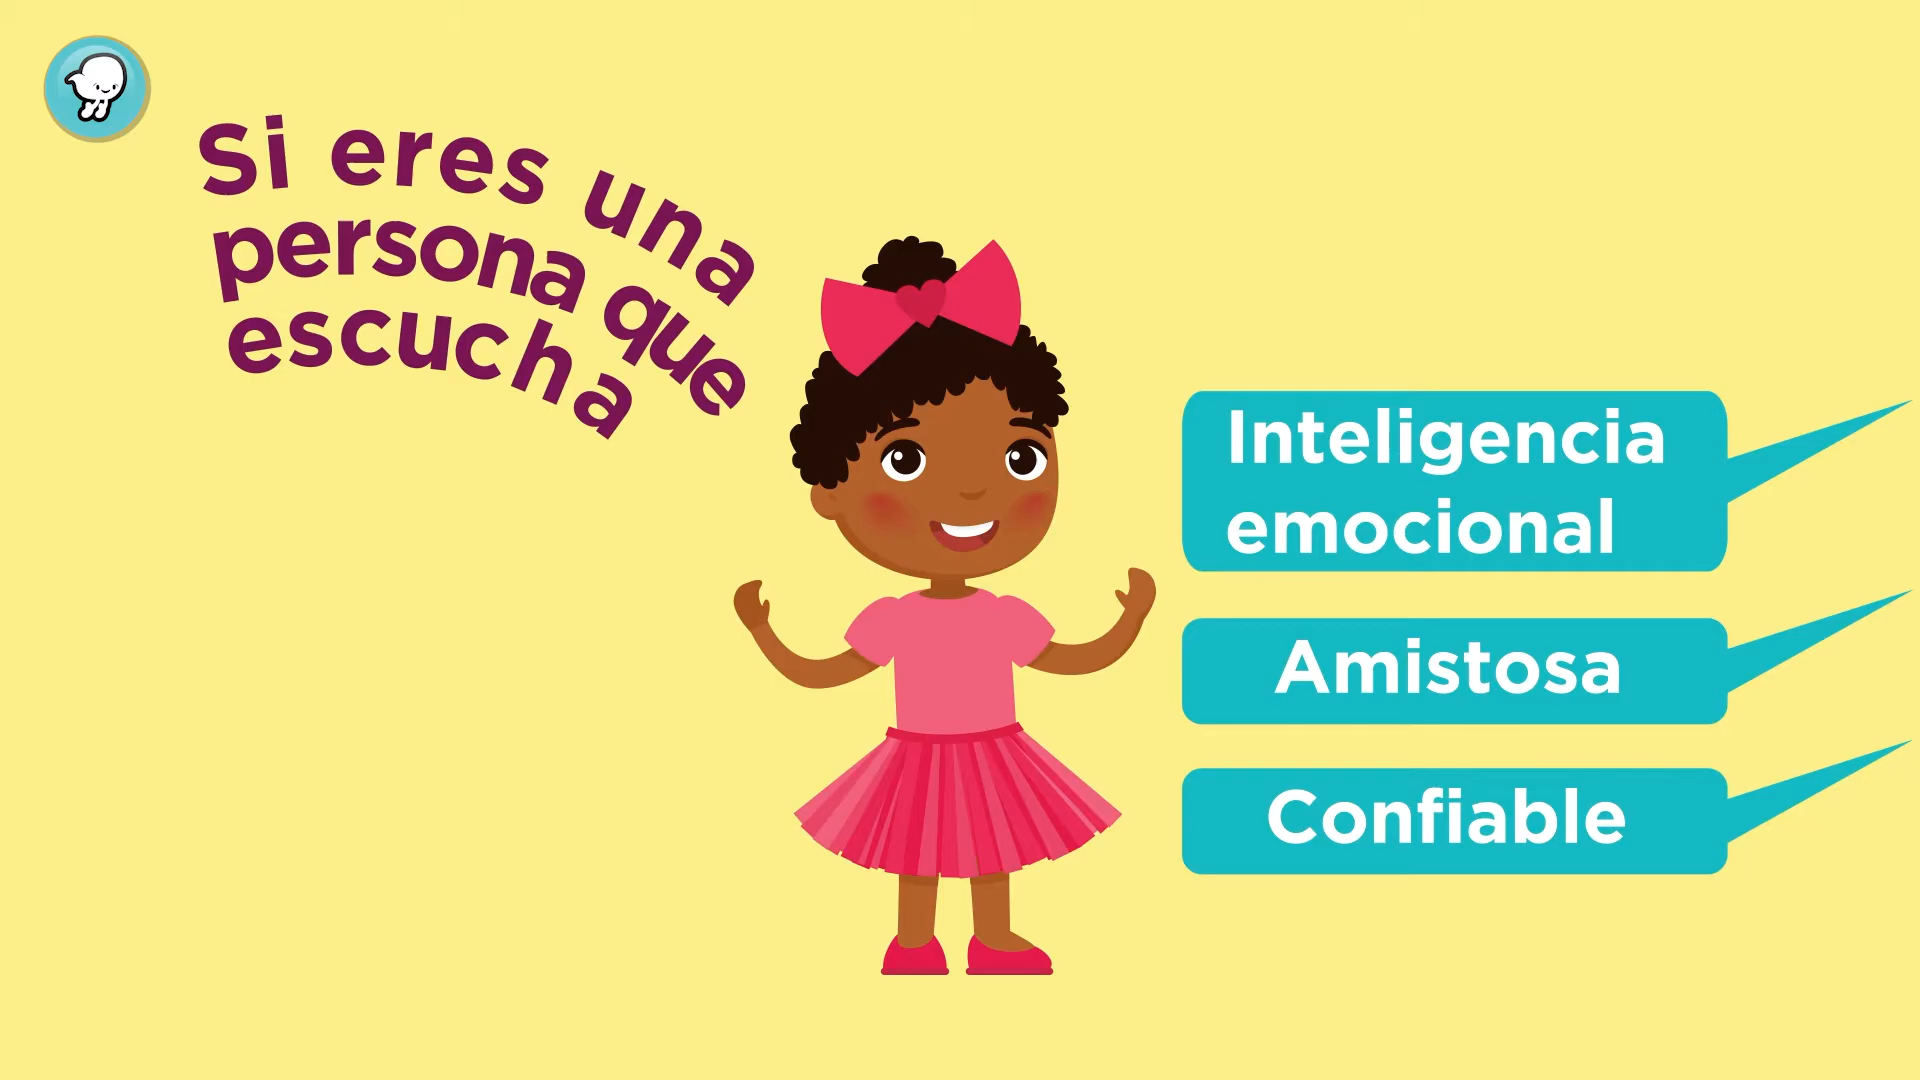 Si eres una
persona que
escucha
Inteligencia
emocional
Amistosa
Confiable